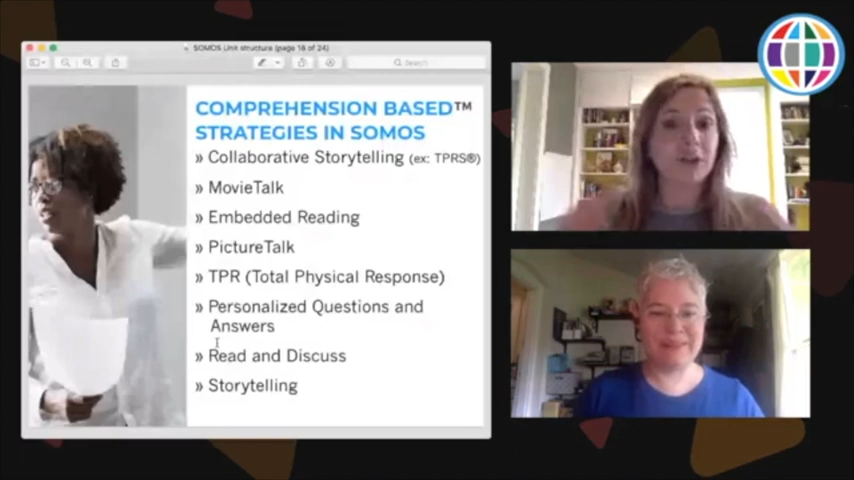 SOMOS Unit structure (page 16 of 24)
Search
COMPREHENSION BASED™
STRATEGIES IN SOMOS
» Collaborative Storytelling (ex: TPRS®)
» MovieTalk
» Embedded Reading
» PictureTalk
» TPR (Total Physical Response)
» Personalized Questions and
Answers
» Read and Discuss
» Storytelling